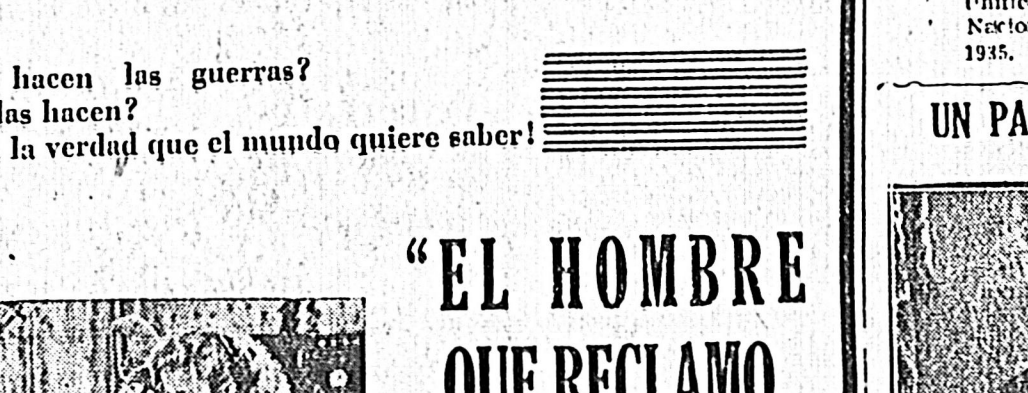 hacen las guerras?
las hacen?
la verdad que el mundo quiere saber!
"EL HOMBRE
QUE RECLAMO
1935.
UN PA